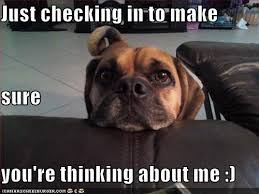 Just checking in to make
sure
you're thinking about me :)